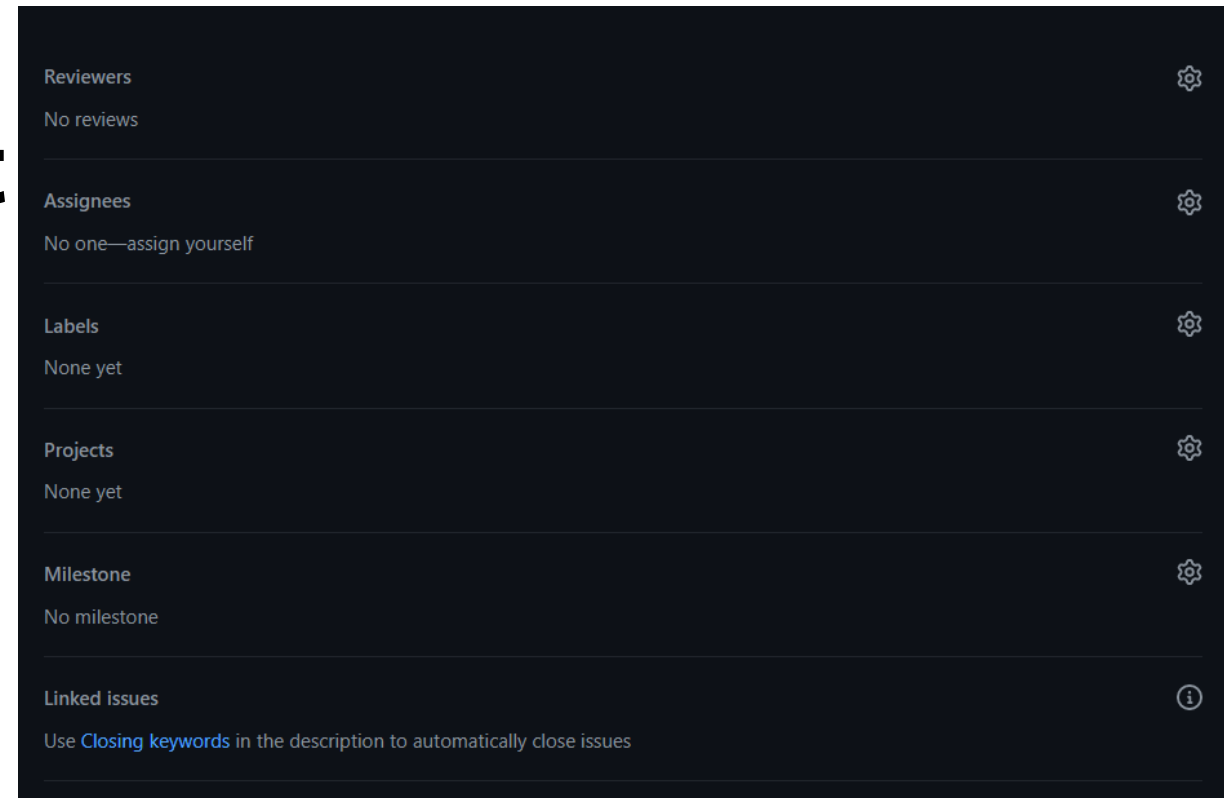 Reviewers
No reviews
Assignees
No one—assign yourself
Labels
None yet
Projects
None yet
Milestone
No milestone
Linked issues
Use Closing keywords in the description to automatically close issues